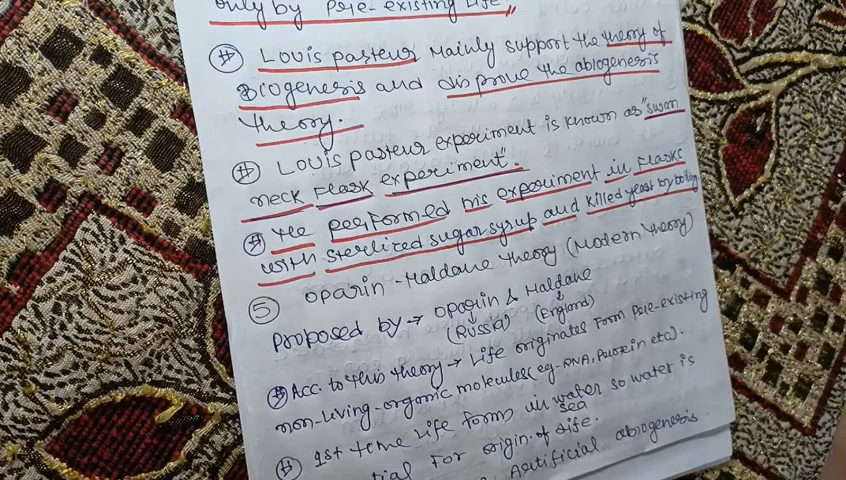 only by Pre-existing Life"
# Louis pasteur Mainly support the theory of
Biogenesis and disprove the abiogenesis
theory.
# Louis pasteur experiment is known as "swan
neck Flask experiment".
# He performed his experiment in Flasks
with sterlized sugar syrup and killed yeast by boiling
5 Oparin-Haldane theory (Modern theory)
Proposed by→ Oparin & Haldane
(Russia) (England)
# Acc. to this theory→ Life originates from pre-existing
non-living-organic molecules (eg-RNA, Protein etc).
# 1st time life form in water so water is
sea
tial For origin of life.
Artificial abiogenesis